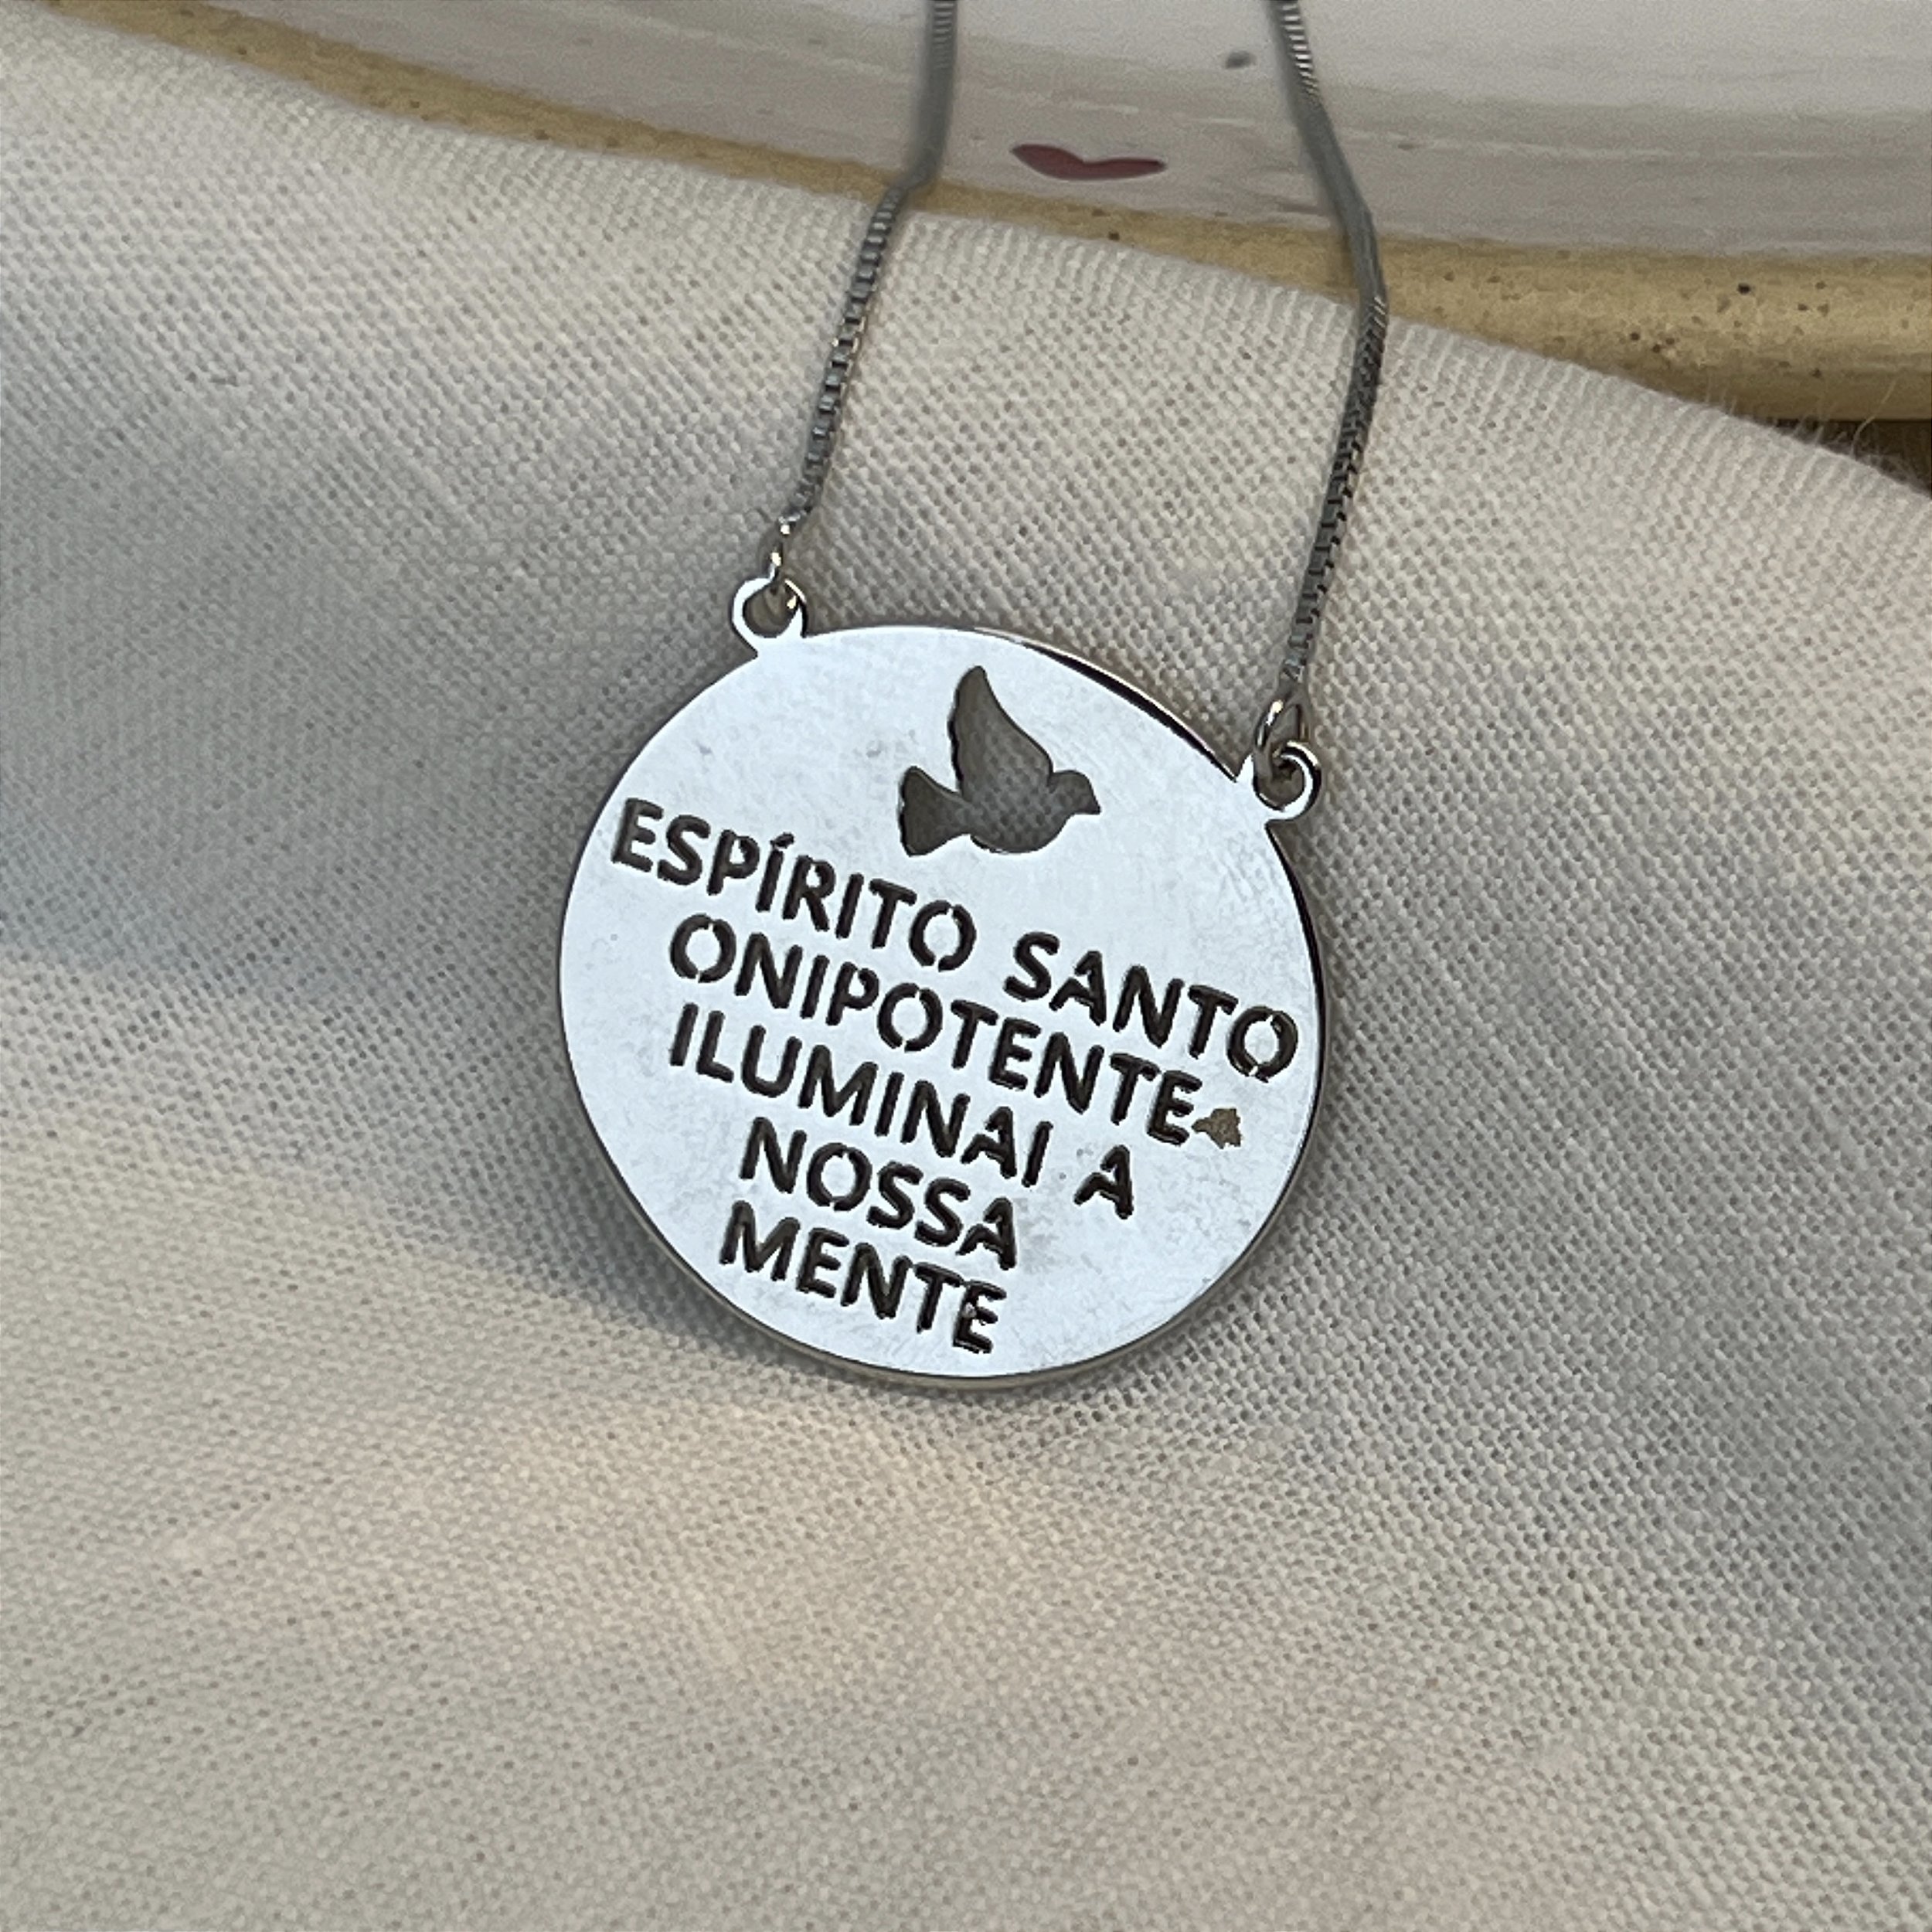 ESPÍRITO SANTO
ONIPOTENTE
ILUMINAI A
NOSSA
MENTE